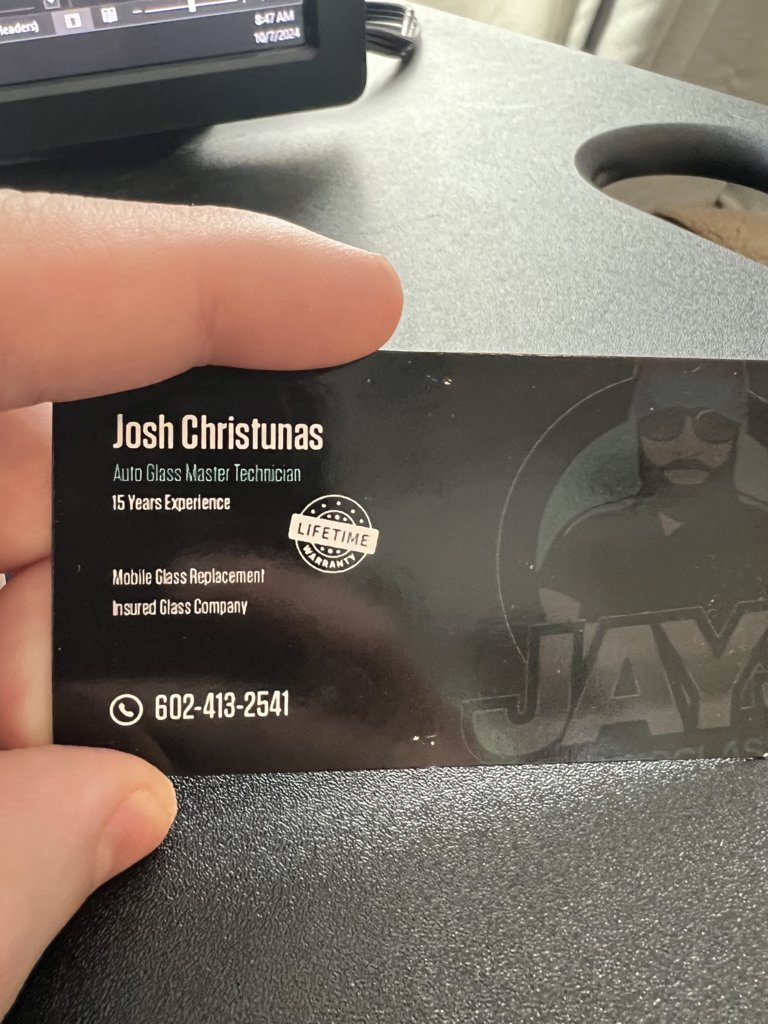 8:47 AM
10/7/2024
Josh Christunas
Auto Glass Master Technician
15 Years Experience
LIFETIME
WARRANTY
Mobile Glass Replacement
Insured Glass Company
602-413-2541
JAYS